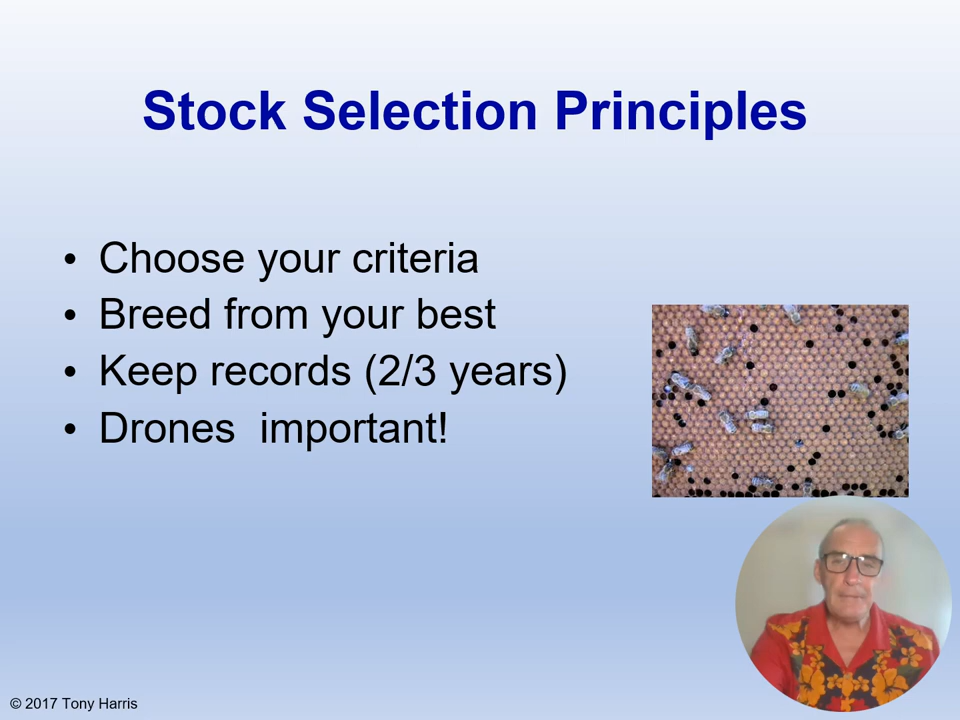 Stock Selection Principles
• Choose your criteria
• Breed from your best
• Keep records (2/3 years)
• Drones  important!
© 2017 Tony Harris